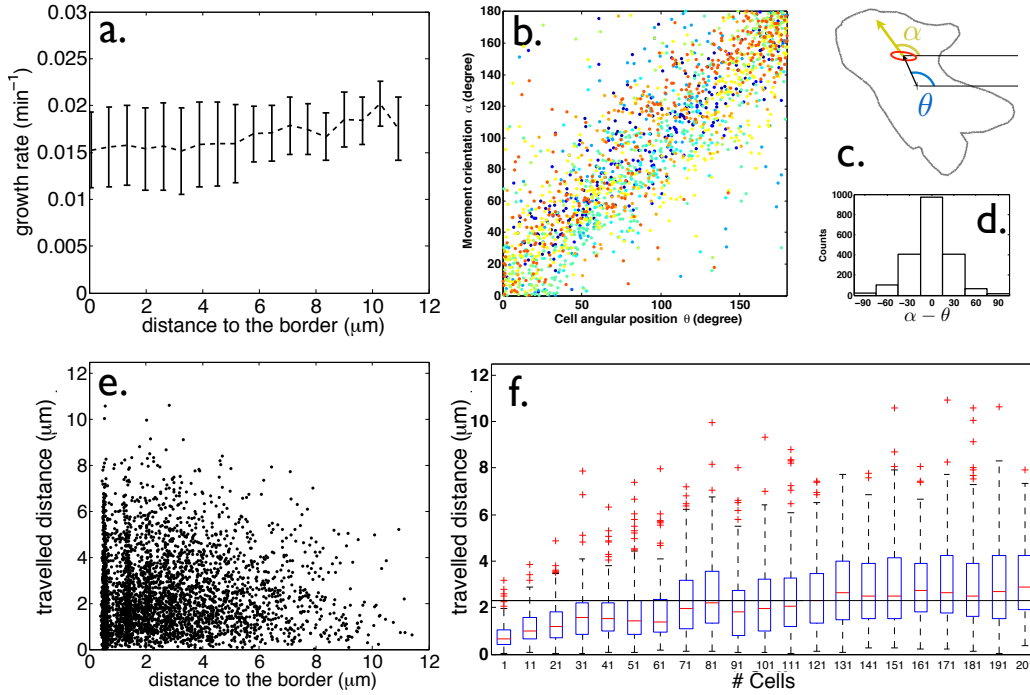 a.
0.03
0.025
0.02
0.015
0.01
0.005
0
0 2 4 6 8 10 12
growth rate (min⁻¹)
distance to the border (μm)
b.
180
160
140
120
100
80
60
40
20
0
0 50 100 150
Movement orientation α (degree)
Cell angular position θ (degree)
α
θ
c.
d.
1000
800
600
400
200
0
−90 −60 −30 0 30 60 90
Counts
α − θ
e.
12
10
8
6
4
2
0
0 2 4 6 8 10 12
travelled distance (μm)
distance to the border (μm)
f.
12
10
8
6
4
2
0
1 11 21 31 41 51 61 71 81 91 101 111 121 131 141 151 161 171 181 191 20
travelled distance (μm)
# Cells